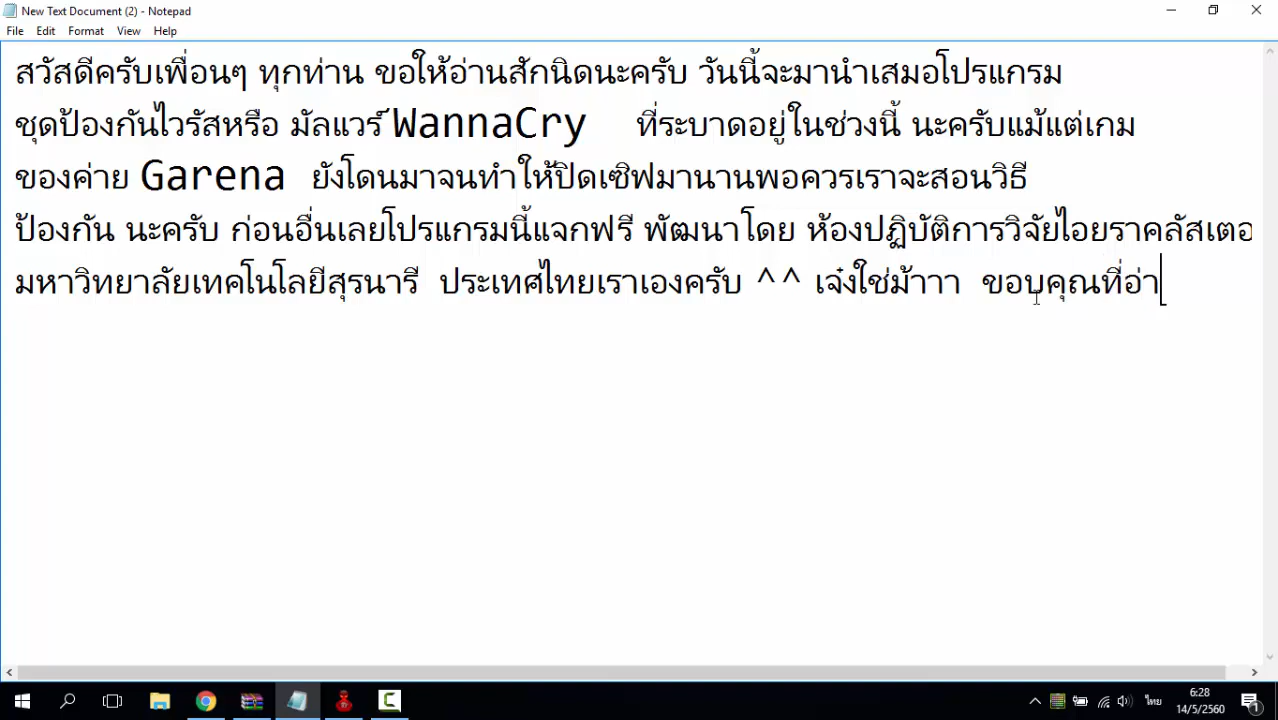 New Text Document (2) - Notepad
File Edit Format View Help
สวัสดีครับเพื่อนๆ ทุกท่าน ขอให้อ่านสักนิดนะครับ วันนี้จะมานำเสมอโปรแกรม
ชุดป้องกันไวรัสหรือ มัลแวร์ WannaCry ที่ระบาดอยู่ในช่วงนี้ นะครับแม้แต่เกม
ของค่าย Garena ยังโดนมาจนทำให้ปิดเซิฟมานานพอควรเราจะสอนวิธี
ป้องกัน นะครับ ก่อนอื่นเลยโปรแกรมนี้แจกฟรี พัฒนาโดย ห้องปฏิบัติการวิจัยไอยราคลัสเตอ
มหาวิทยาลัยเทคโนโลยีสุรนารี ประเทศไทยเราเองครับ ^^ เจ๋งใช่ม้าาา ขอบคุณที่อ่า
ไทย
6:28
14/5/2560
1